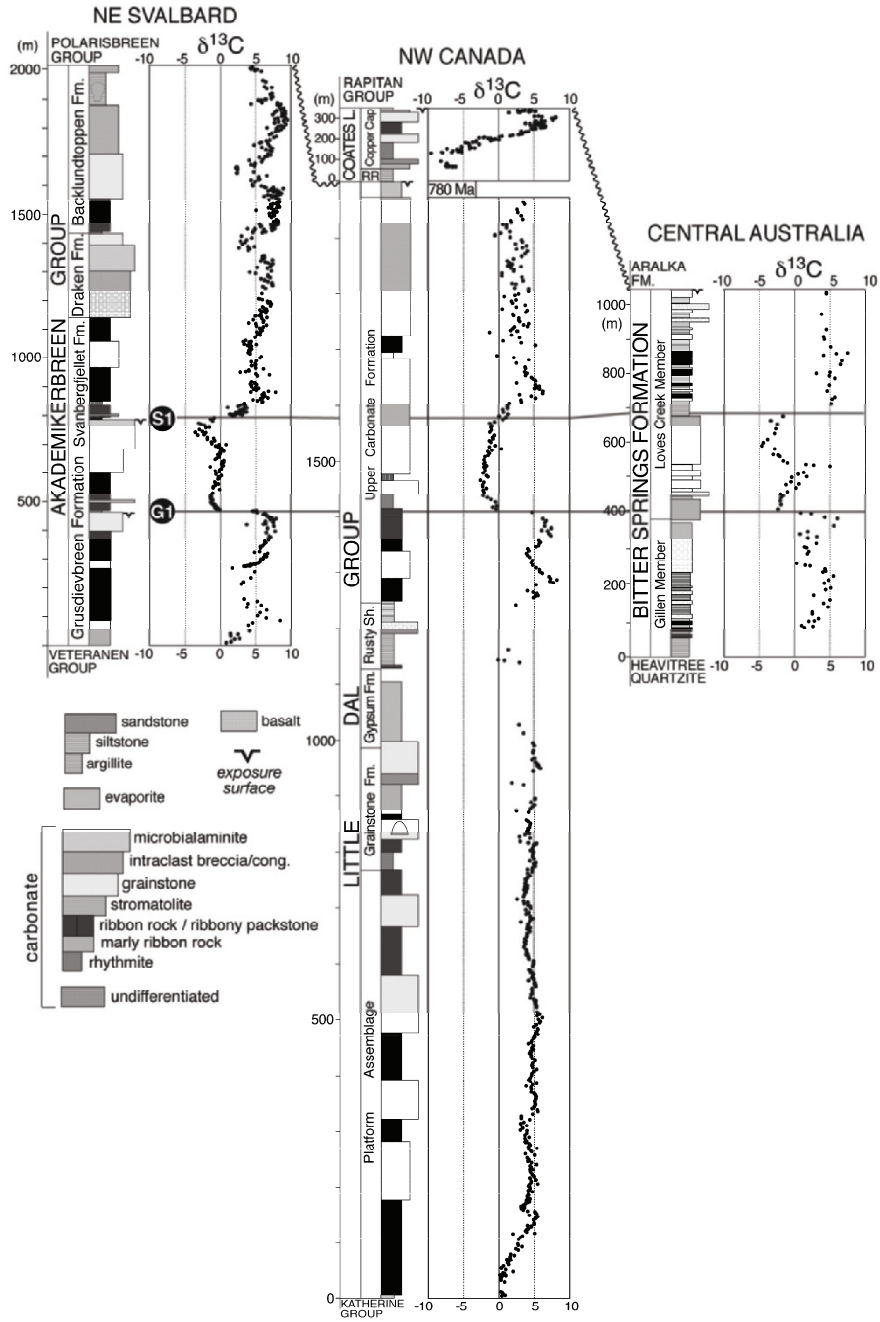 NE SVALBARD
(m)
POLARISBREEN
GROUP
δ13C
-10 -5 0 5 10
2000
1500
1000
500
AKADEMIKERBREEN GROUP
Backlundtoppen Fm.
Draken Fm.
Svanbergfjellet Fm.
Grusdievbreen Formation
VETERANEN
GROUP
-10 -5 0 5 10
S1
G1
NW CANADA
(m)
RAPITAN
GROUP
δ13C
-10 -5 0 5 10
300
200
100
0
COATES L.
Copper Cap
RR
780 Ma
1500
1000
500
0
LITTLE DAL GROUP
Upper Carbonate Formation
Rusty Sh.
Gypsum Fm.
Grainstone Fm.
Platform Assemblage
KATHERINE
GROUP
-10 -5 0 5 10
CENTRAL AUSTRALIA
ARALKA
FM.
δ13C
-10 -5 0 5 10
1000
(m)
800
600
400
200
0
BITTER SPRINGS FORMATION
Loves Creek Member
Gillen Member
HEAVITREE
QUARTZITE
-10 -5 0 5 10
sandstone
siltstone
argillite
evaporite
basalt
exposure
surface
carbonate
microbialaminite
intraclast breccia/cong.
grainstone
stromatolite
ribbon rock / ribbony packstone
marly ribbon rock
rhythmite
undifferentiated